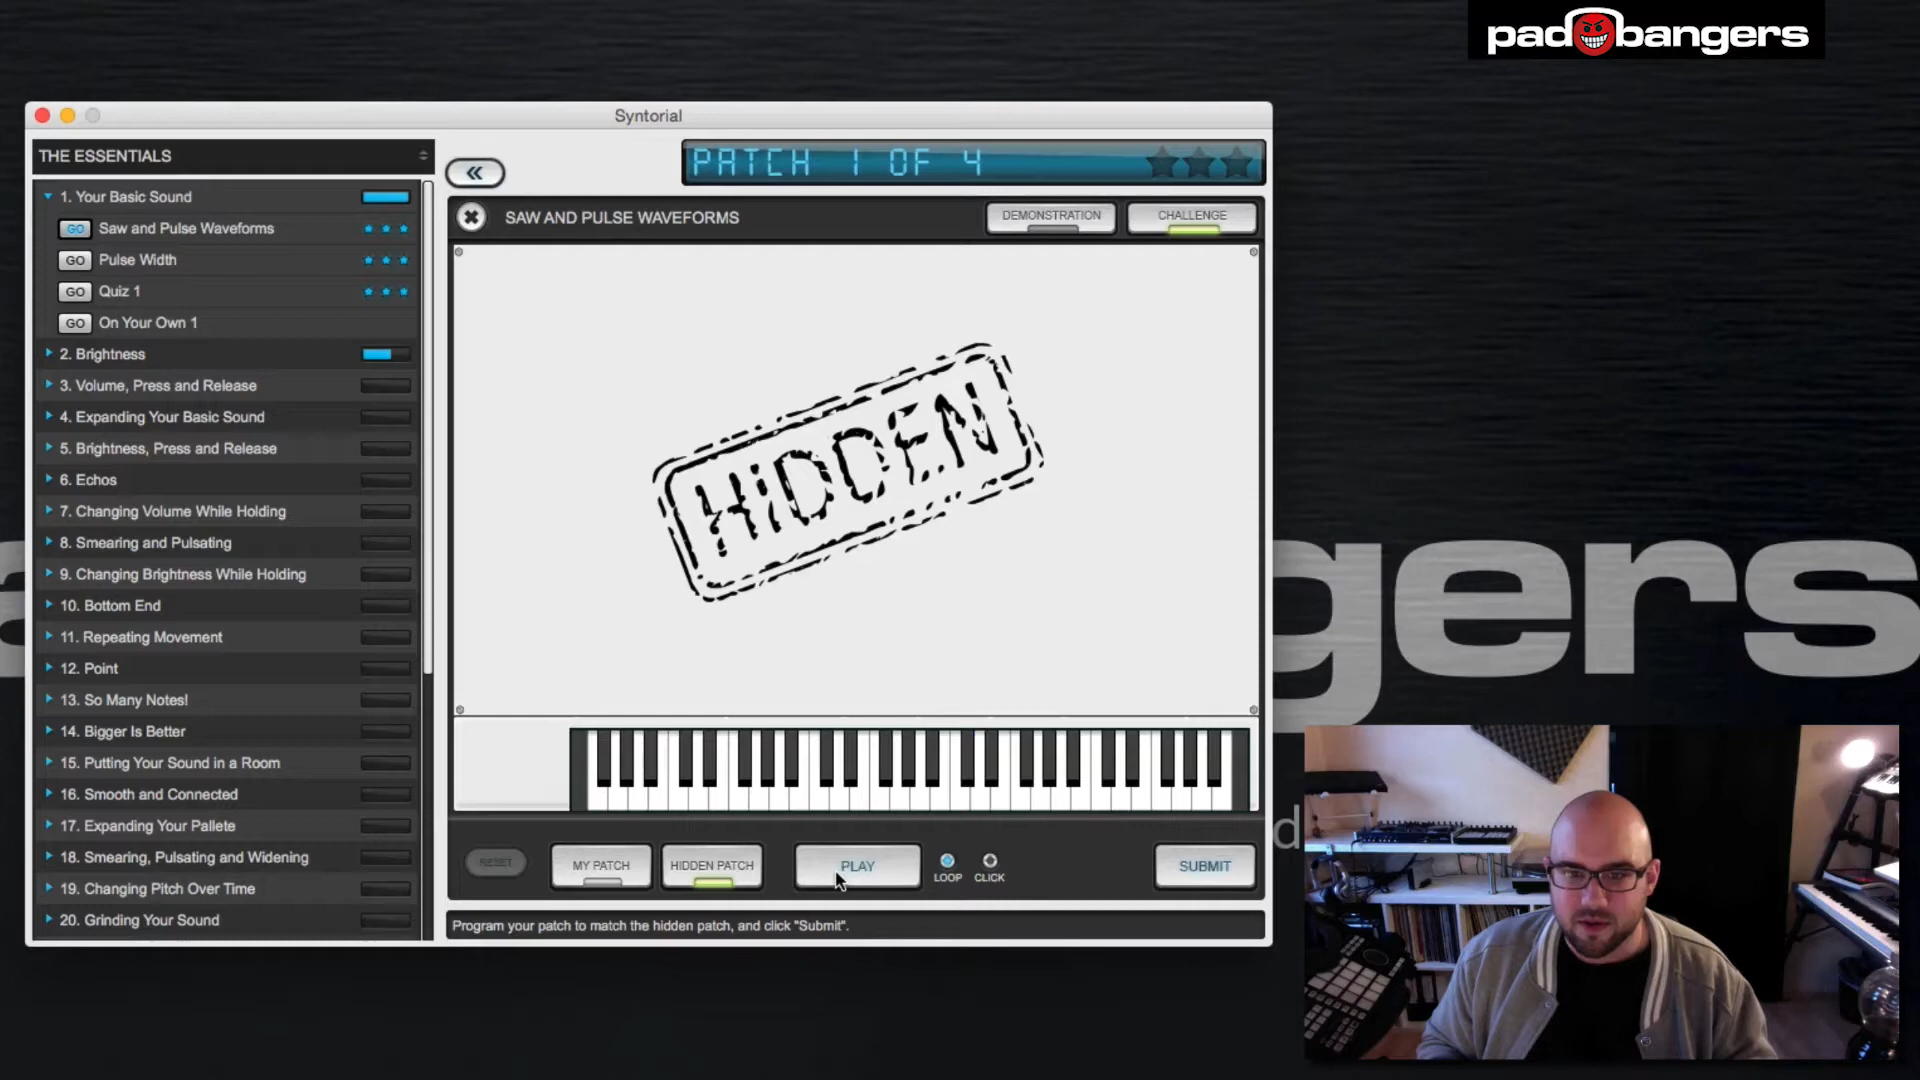 pad bangers
Syntorial
THE ESSENTIALS
PATCH 1 OF 4
1. Your Basic Sound
GO Saw and Pulse Waveforms
GO Pulse Width
GO Quiz 1
GO On Your Own 1
2. Brightness
3. Volume, Press and Release
4. Expanding Your Basic Sound
5. Brightness, Press and Release
6. Echos
7. Changing Volume While Holding
8. Smearing and Pulsating
9. Changing Brightness While Holding
10. Bottom End
11. Repeating Movement
12. Point
13. So Many Notes!
14. Bigger Is Better
15. Putting Your Sound in a Room
16. Smooth and Connected
17. Expanding Your Pallete
18. Smearing, Pulsating and Widening
19. Changing Pitch Over Time
20. Grinding Your Sound
SAW AND PULSE WAVEFORMS
DEMONSTRATION
CHALLENGE
HiDDEN
RESET
MY PATCH
HIDDEN PATCH
PLAY
LOOP
CLICK
SUBMIT
Program your patch to match the hidden patch, and click "Submit".
gers
d